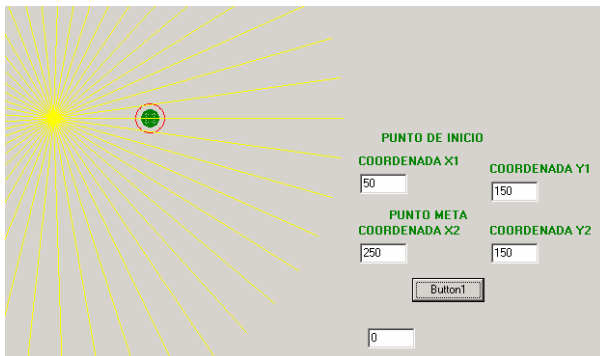 PUNTO DE INICIO
COORDENADA X1
COORDENADA Y1
50
150
PUNTO META
COORDENADA X2
COORDENADA Y2
250
150
Button1
0